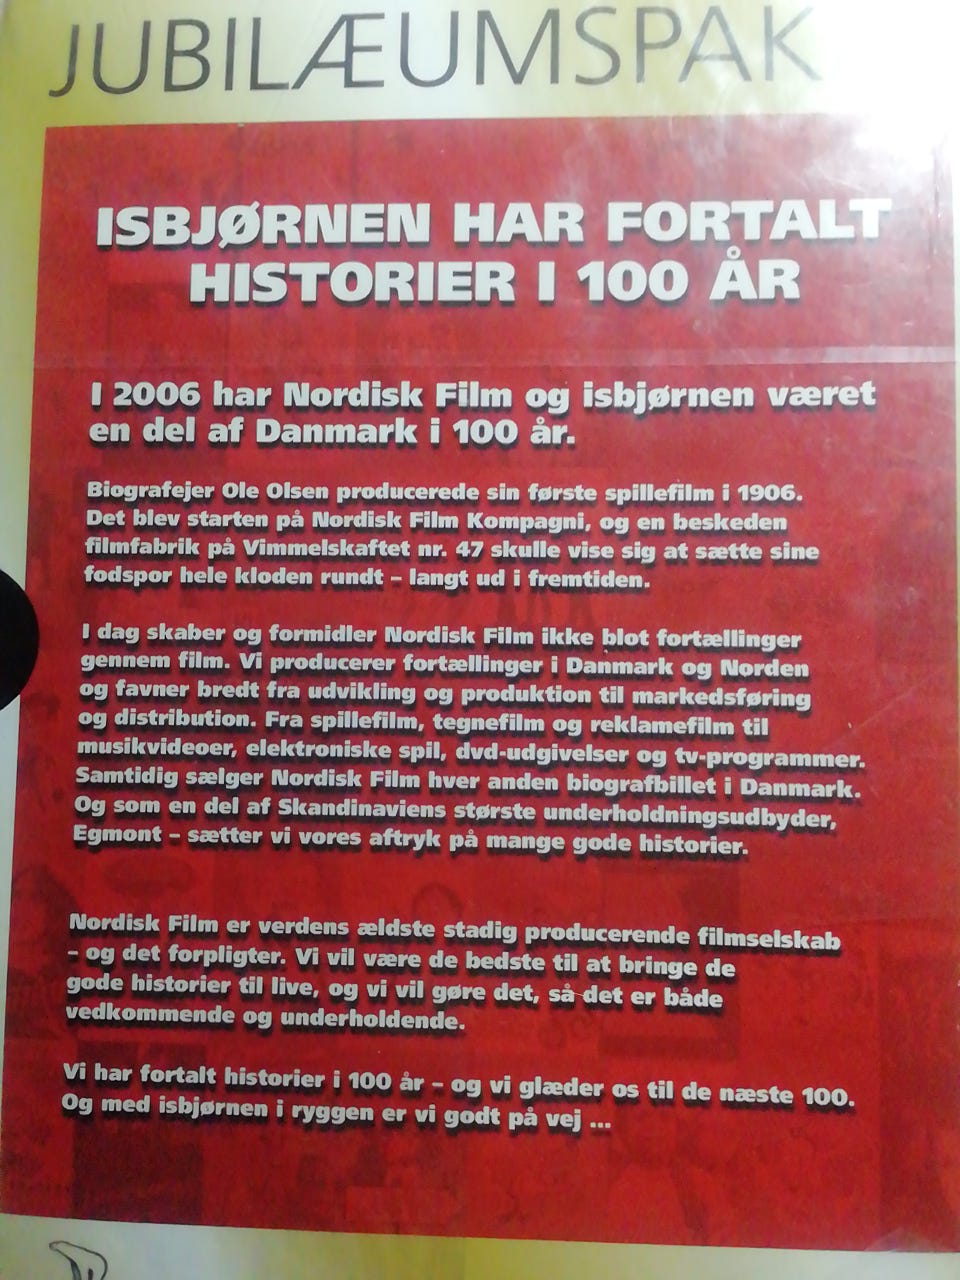 JUBILÆUMSPAK
ISBJØRNEN HAR FORTALT
HISTORIER I 100 ÅR
I 2006 har Nordisk Film og isbjørnen været
en del af Danmark i 100 år.
Biografejer Ole Olsen producerede sin første spillefilm i 1906.
Det blev starten på Nordisk Film Kompagni, og en beskeden
filmfabrik på Vimmelskaftet nr. 47 skulle vise sig at sætte sine
fodspor hele kloden rundt – langt ud i fremtiden.
I dag skaber og formidler Nordisk Film ikke blot fortællinger
gennem film. Vi producerer fortællinger i Danmark og Norden
og favner bredt fra udvikling og produktion til markedsføring
og distribution. Fra spillefilm, tegnefilm og reklamefilm til
musikvideoer, elektroniske spil, dvd-udgivelser og tv-programmer.
Samtidig sælger Nordisk Film hver anden biografbillet i Danmark.
Og som en del af Skandinaviens største underholdningsudbyder,
Egmont – sætter vi vores aftryk på mange gode historier.
Nordisk Film er verdens ældste stadig producerende filmselskab
– og det forpligter. Vi vil være de bedste til at bringe de
gode historier til live, og vi vil gøre det, så det er både
vedkommende og underholdende.
Vi har fortalt historier i 100 år – og vi glæder os til de næste 100.
Og med isbjørnen i ryggen er vi godt på vej ...